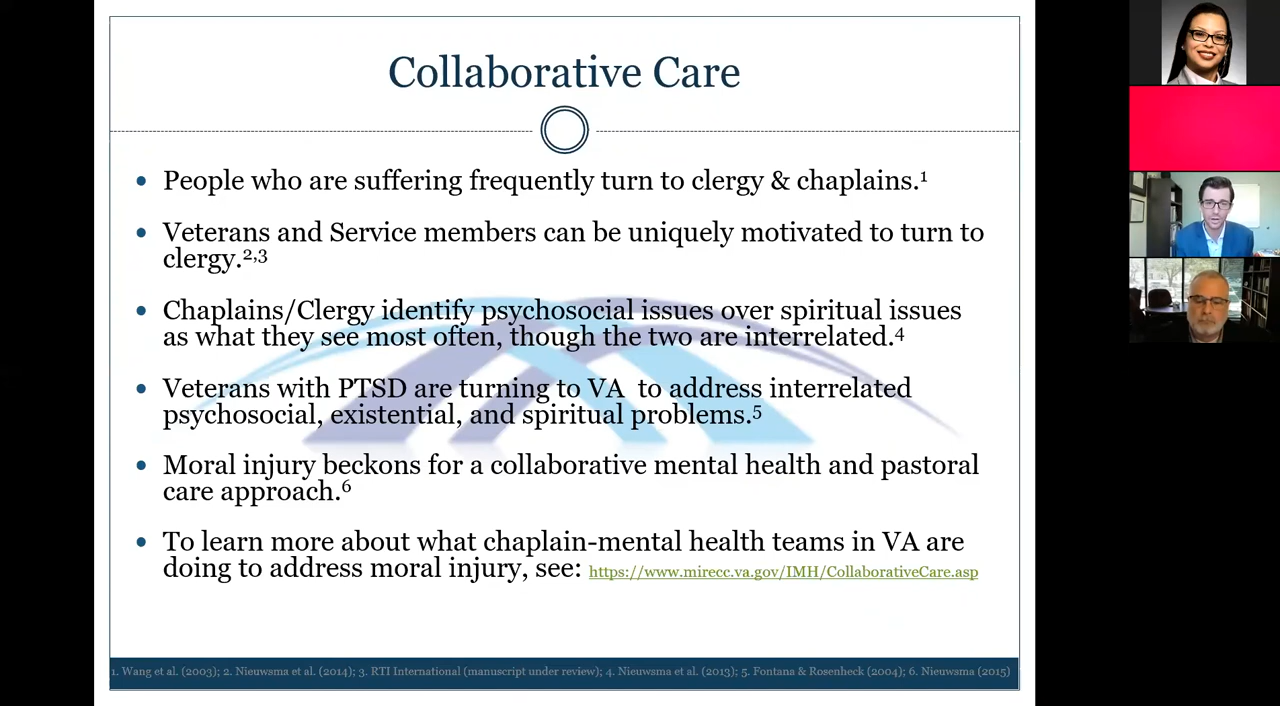 Collaborative Care
• People who are suffering frequently turn to clergy & chaplains.¹
• Veterans and Service members can be uniquely motivated to turn to
clergy.²,³
• Chaplains/Clergy identify psychosocial issues over spiritual issues
as what they see most often, though the two are interrelated.⁴
• Veterans with PTSD are turning to VA  to address interrelated
psychosocial, existential, and spiritual problems.⁵
• Moral injury beckons for a collaborative mental health and pastoral
care approach.⁶
• To learn more about what chaplain-mental health teams in VA are
doing to address moral injury, see: https://www.mirecc.va.gov/IMH/CollaborativeCare.asp
1. Wang et al. (2003); 2. Nieuwsma et al. (2014); 3. RTI International (manuscript under review); 4. Nieuwsma et al. (2013); 5. Fontana & Rosenheck (2004); 6. Nieuwsma (2015)